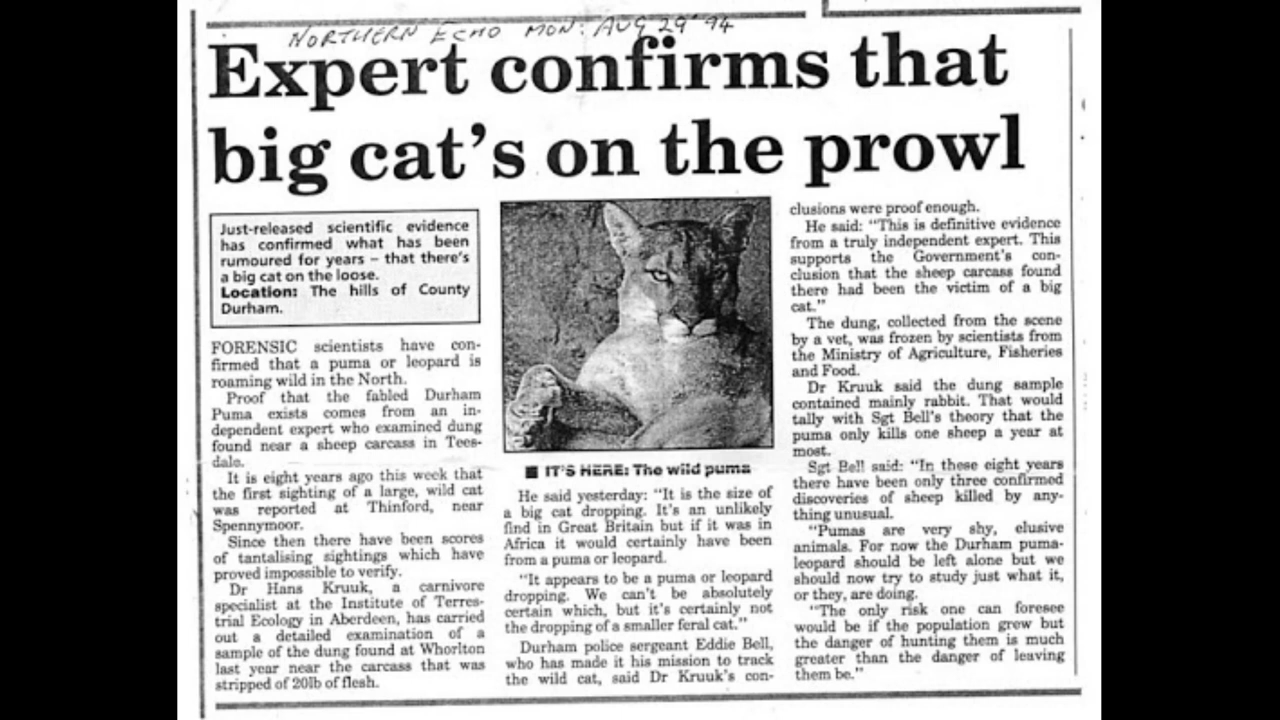 NORTHERN ECHO MON: AUG 29 '94
Expert confirms that
big cat's on the prowl
Just-released scientific evidence
has confirmed what has been
rumoured for years – that there's
a big cat on the loose.
Location: The hills of County
Durham.
FORENSIC scientists have con-
firmed that a puma or leopard is
roaming wild in the North.
Proof that the fabled Durham
Puma exists comes from an in-
dependent expert who examined dung
found near a sheep carcass in Tees-
dale.
It is eight years ago this week that
the first sighting of a large, wild cat
was reported at Thinford, near
Spennymoor.
Since then there have been scores
of tantalising sightings which have
proved impossible to verify.
Dr Hans Kruuk, a carnivore
specialist at the Institute of Terres-
trial Ecology in Aberdeen, has carried
out a detailed examination of a
sample of the dung found at Whorlton
last year near the carcass that was
stripped of 20lb of flesh.
■ IT'S HERE: The wild puma
He said yesterday: "It is the size of
a big cat dropping. It's an unlikely
find in Great Britain but if it was in
Africa it would certainly have been
from a puma or leopard.
"It appears to be a puma or leopard
dropping. We can't be absolutely
certain which, but it's certainly not
the dropping of a smaller feral cat."
Durham police sergeant Eddie Bell,
who has made it his mission to track
the wild cat, said Dr Kruuk's con-
clusions were proof enough.
He said: "This is definitive evidence
from a truly independent expert. This
supports the Government's con-
clusion that the sheep carcass found
there had been the victim of a big
cat."
The dung, collected from the scene
by a vet, was frozen by scientists from
the Ministry of Agriculture, Fisheries
and Food.
Dr Kruuk said the dung sample
contained mainly rabbit. That would
tally with Sgt Bell's theory that the
puma only kills one sheep a year at
most.
Sgt Bell said: "In these eight years
there have been only three confirmed
discoveries of sheep killed by any-
thing unusual.
"Pumas are very shy, elusive
animals. For now the Durham puma-
leopard should be left alone but we
should now try to study just what it,
or they, are doing.
"The only risk one can foresee
would be if the population grew but
the danger of hunting them is much
greater than the danger of leaving
them be."